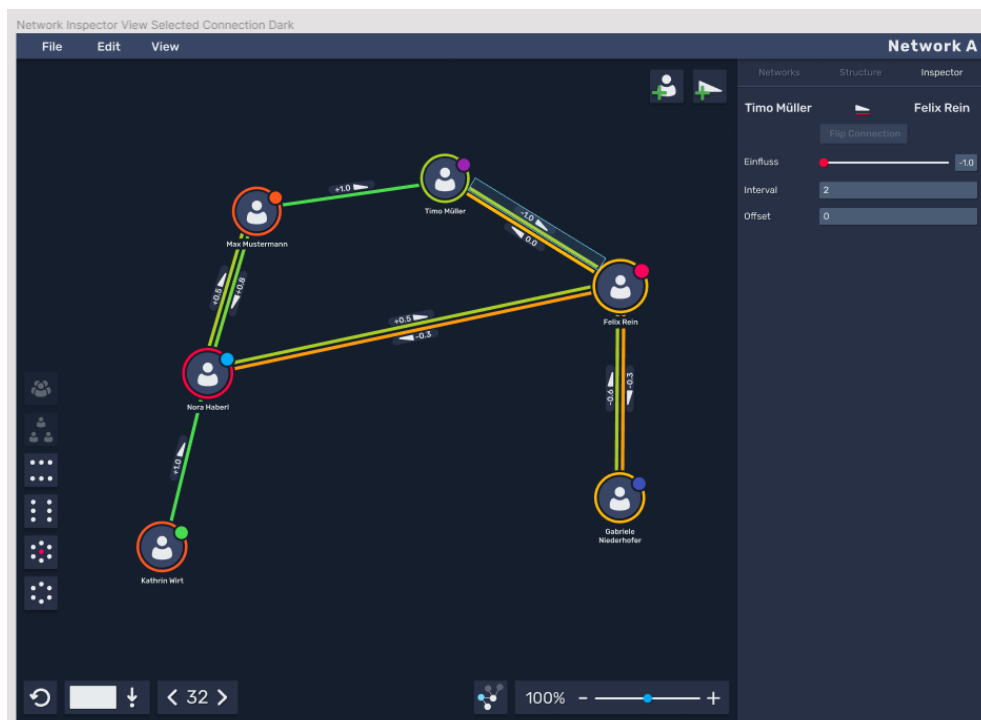 Network Inspector View Selected Connection Dark
File Edit View Network A
Networks Structure Inspector
Timo Müller Felix Rein
Flip Connection
Einfluss -1.0
Interval 2
Offset 0
+1.0
Timo Müller
Max Mustermann
-1.0
0.0
+0.5
+0.8
Felix Rein
+0.5
-0.3
Nora Haberl
-0.6
-0.3
+1.0
Gabriele
Niederhofer
Kathrin Wirt
32
100% - +